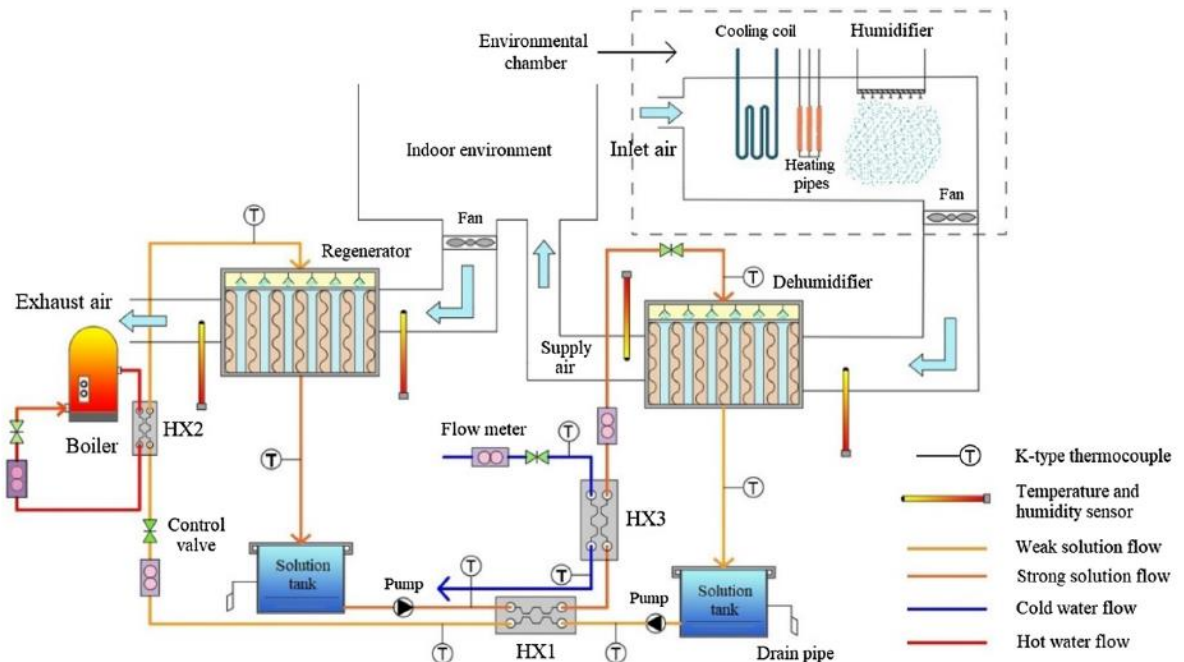 Cooling coil
Humidifier
Environmental
chamber
Inlet air
Indoor environment
Heating
pipes
Fan
Fan
T
Regenerator
T
Dehumidifier
Exhaust air
Supply
air
Boiler
HX2
Flow meter
T
T
T
T
K-type thermocouple
HX3
Temperature and
humidity sensor
Control
valve
Weak solution flow
Solution
tank
Pump
T
T
Pump
Solution
tank
Strong solution flow
Cold water flow
T
HX1
T
Drain pipe
Hot water flow